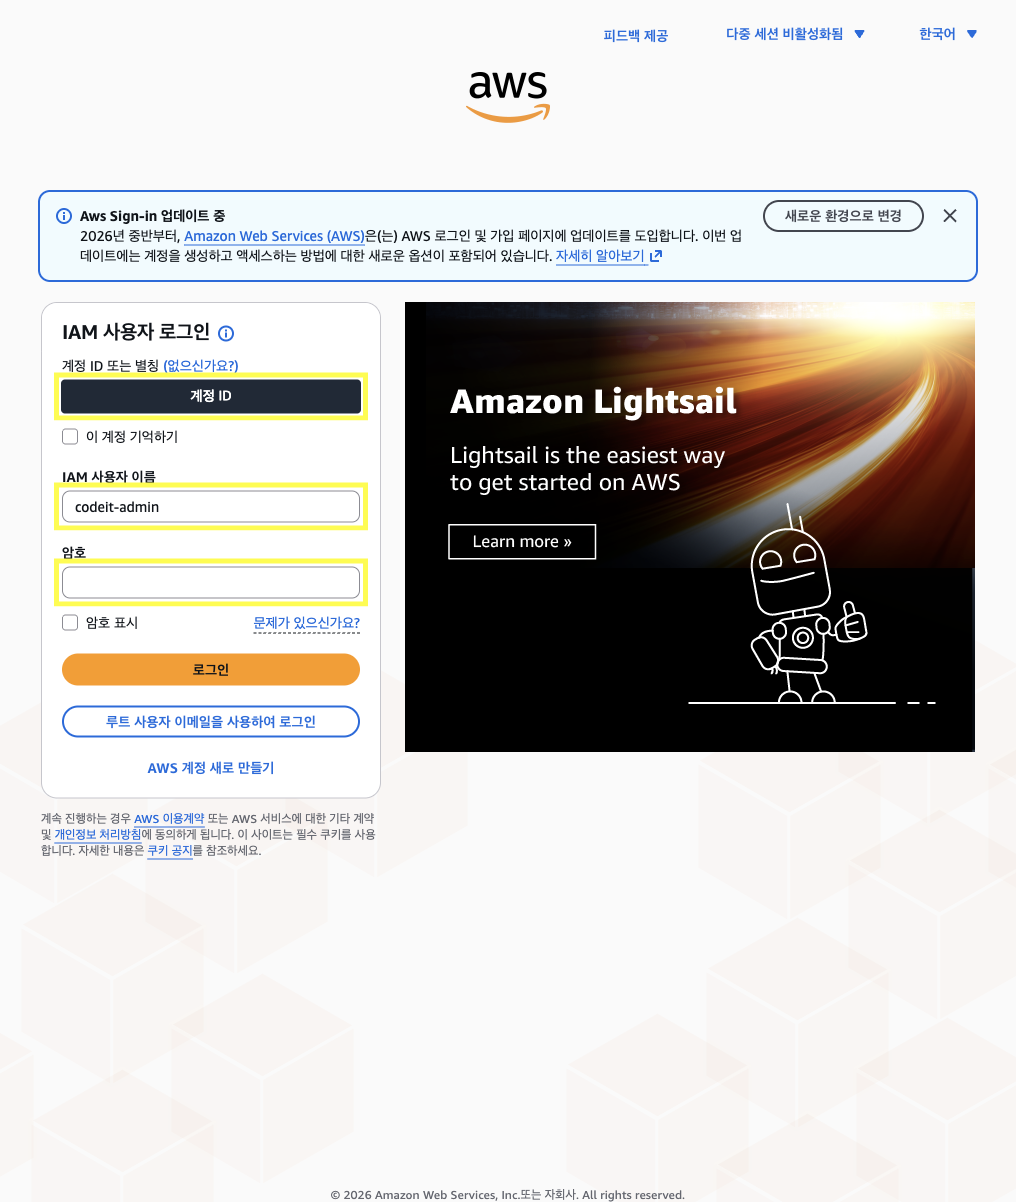 피드백 제공
다중 세션 비활성화됨
한국어
aws
Aws Sign-in 업데이트 중
2026년 중반부터, Amazon Web Services (AWS)은(는) AWS 로그인 및 가입 페이지에 업데이트를 도입합니다. 이번 업
데이트에는 계정을 생성하고 액세스하는 방법에 대한 새로운 옵션이 포함되어 있습니다. 자세히 알아보기
새로운 환경으로 변경
IAM 사용자 로그인
계정 ID 또는 별칭 (없으신가요?)
계정 ID
이 계정 기억하기
IAM 사용자 이름
codeit-admin
암호
암호 표시
문제가 있으신가요?
로그인
루트 사용자 이메일을 사용하여 로그인
AWS 계정 새로 만들기
계속 진행하는 경우 AWS 이용계약 또는 AWS 서비스에 대한 기타 계약
및 개인정보 처리방침에 동의하게 됩니다. 이 사이트는 필수 쿠키를 사용
합니다. 자세한 내용은 쿠키 공지를 참조하세요.
Amazon Lightsail
Lightsail is the easiest way
to get started on AWS
Learn more »
© 2026 Amazon Web Services, Inc.또는 자회사. All rights reserved.